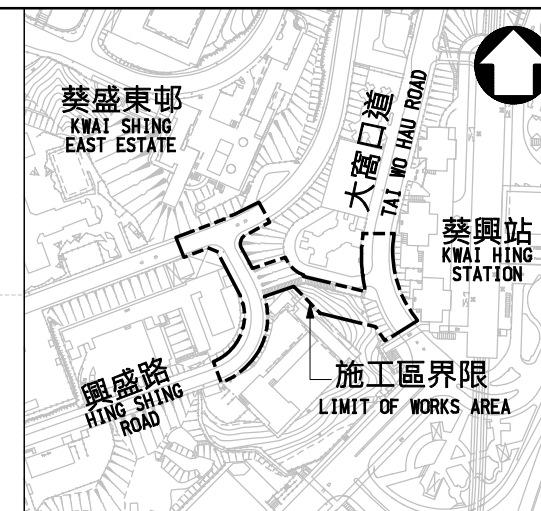 葵盛東邨
KWAI SHING
EAST ESTATE
大窩口道
TAI WO HAU ROAD
葵興站
KWAI HING
STATION
施工區界限
LIMIT OF WORKS AREA
興盛路
HING SHING
ROAD